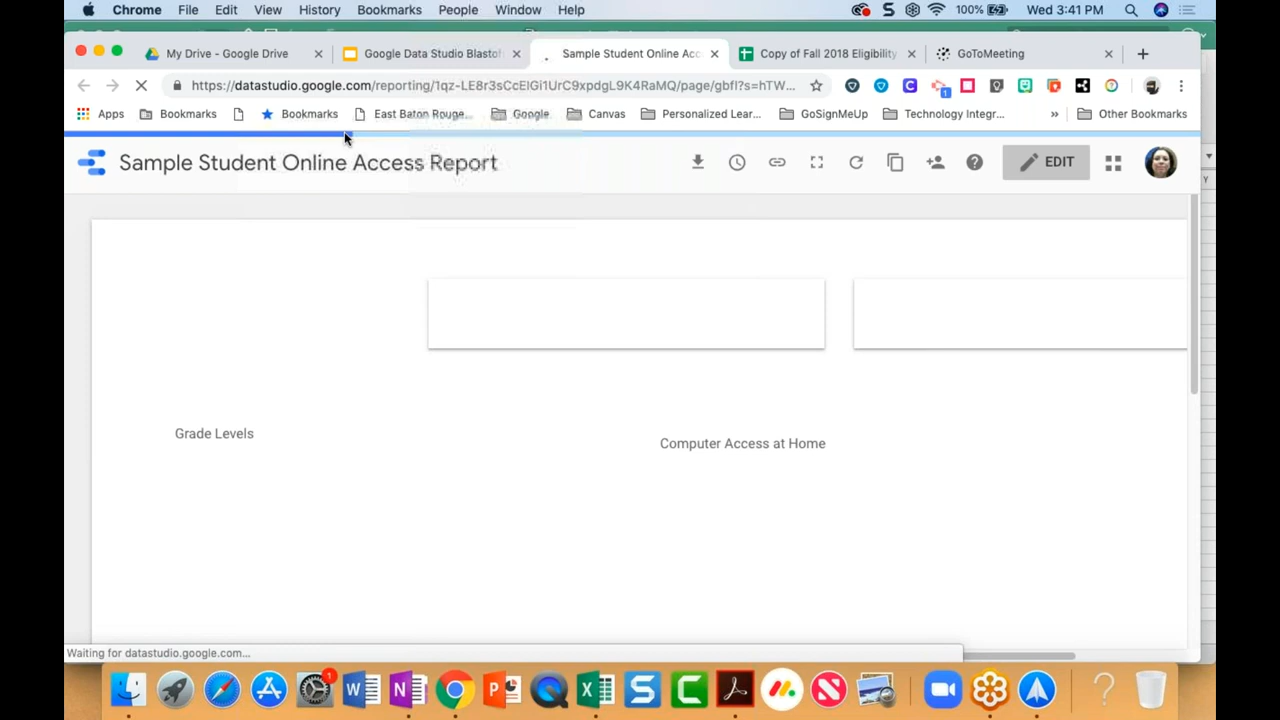 Chrome File Edit View History Bookmarks People Window Help 100% Wed 3:41 PM
My Drive - Google Drive Google Data Studio Blastof Sample Student Online Acc Copy of Fall 2018 Eligibility GoToMeeting
https://datastudio.google.com/reporting/1qz-LE8r3sCcElGi1UrC9xpdgL9K4RaMQ/page/gbfI?s=hTW...
Apps Bookmarks Bookmarks East Baton Rouge... Google Canvas Personalized Lear... GoSignMeUp Technology Integr... » Other Bookmarks
Sample Student Online Access Report EDIT
Grade Levels
Computer Access at Home
Waiting for datastudio.google.com...